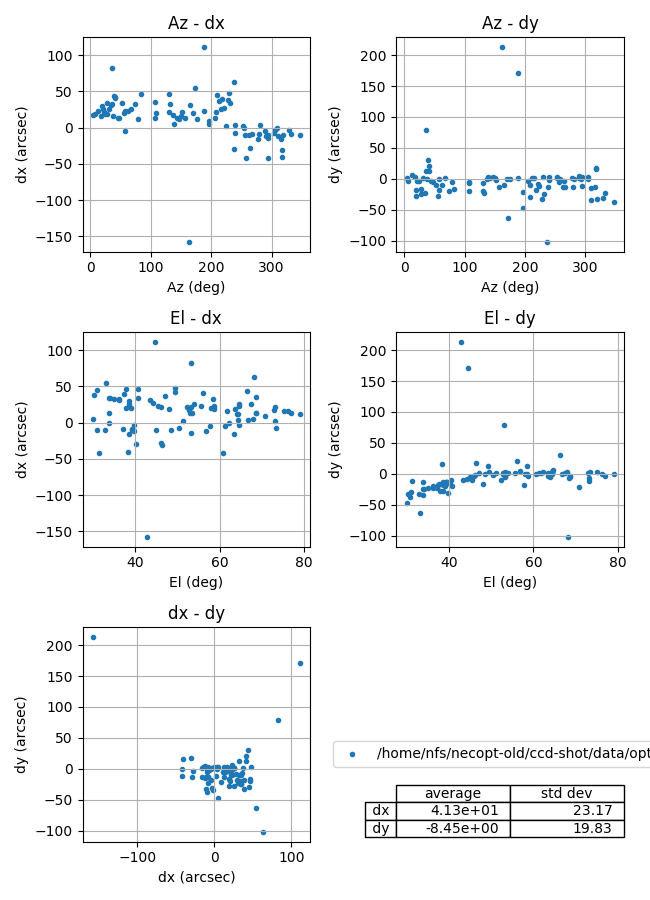 Az - dx
100
50
0
−50
−100
−150
dx (arcsec)
0 100 200 300
Az (deg)
Az - dy
200
150
100
50
0
−50
−100
dy (arcsec)
0 100 200 300
Az (deg)
El - dx
100
50
0
−50
−100
−150
dx (arcsec)
40 60 80
El (deg)
El - dy
200
150
100
50
0
−50
−100
dy (arcsec)
40 60 80
El (deg)
dx - dy
200
150
100
50
0
−50
−100
dy (arcsec)
−100 0 100
dx (arcsec)
/home/nfs/necopt-old/ccd-shot/data/opt
average std dev
dx 4.13e+01 23.17
dy -8.45e+00 19.83